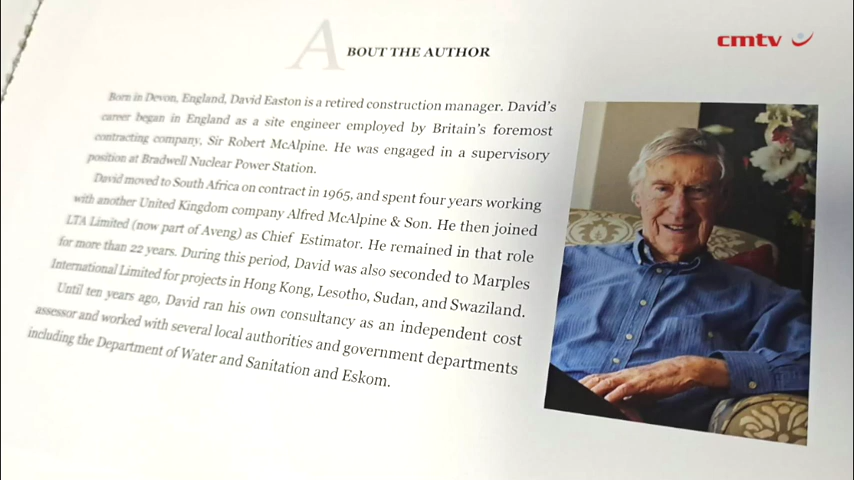 cmtv
ABOUT THE AUTHOR
Born in Devon, England, David Easton is a retired construction manager. David's
career began in England as a site engineer employed by Britain's foremost
contracting company, Sir Robert McAlpine. He was engaged in a supervisory
position at Bradwell Nuclear Power Station.
David moved to South Africa on contract in 1965, and spent four years working
with another United Kingdom company Alfred McAlpine & Son. He then joined
LTA Limited (now part of Aveng) as Chief Estimator. He remained in that role
for more than 22 years. During this period, David was also seconded to Marples
International Limited for projects in Hong Kong, Lesotho, Sudan, and Swaziland.
Until ten years ago, David ran his own consultancy as an independent cost
assessor and worked with several local authorities and government departments
including the Department of Water and Sanitation and Eskom.